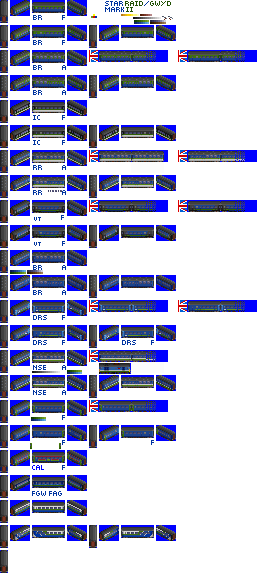 STARRAID/GWYD
MARKII
BR F
BR F
BR A
BR A
IC F
IC F
RR A
RR A
VT F
VT F
BR A
BR A
DRS F
DRS F DRS F
NSE A
NSE A
F
F F
CAL F
FGW FAG